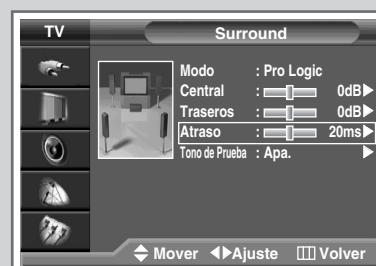 TV Surround
Modo : Pro Logic
Central : 0dB
Traseros : 0dB
Atraso : 20ms
Tono de Prueba : Apa.
Mover Ajuste Volver